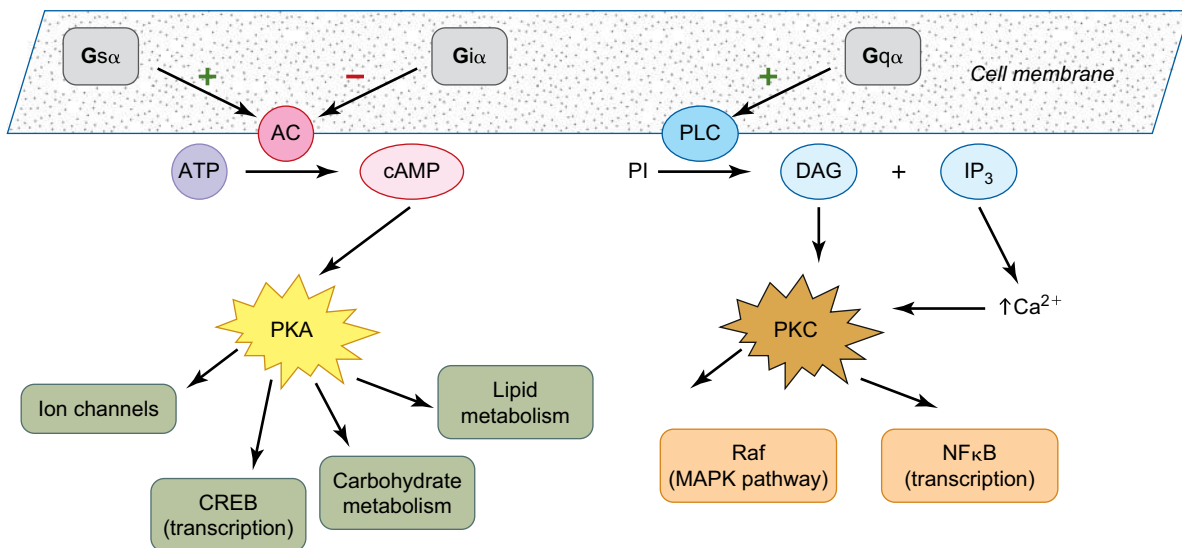 Gsα
Giα
Gqα
Cell membrane
+
−
+
AC
PLC
ATP
cAMP
PI
DAG
+
IP₃
PKA
PKC
↑Ca²⁺
Ion channels
Lipid
metabolism
CREB
(transcription)
Carbohydrate
metabolism
Raf
(MAPK pathway)
NFκB
(transcription)